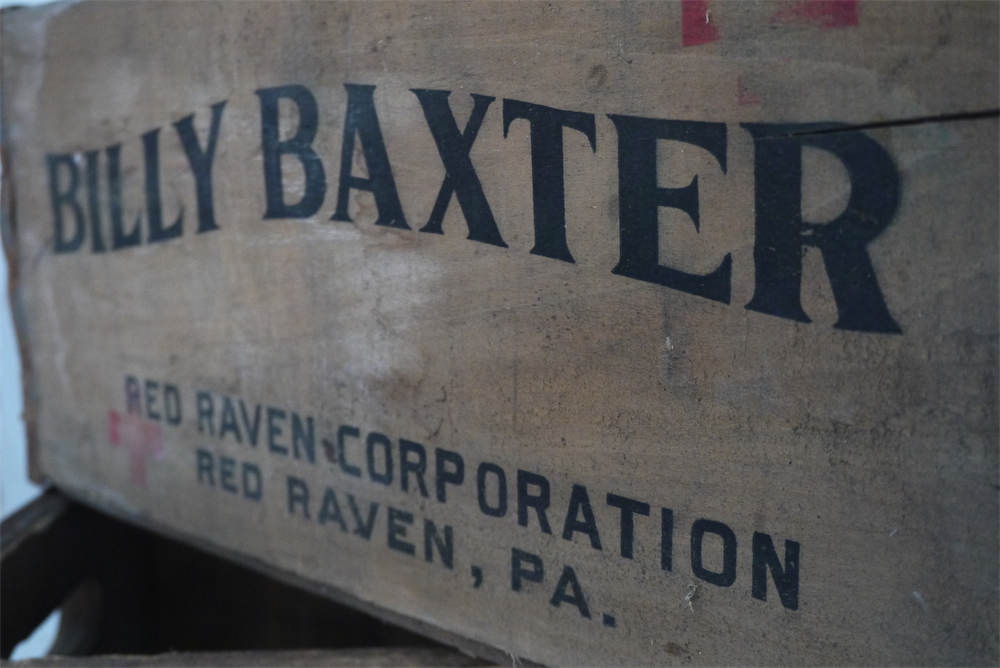 BILLY BAXTER
RED RAVEN CORPORATION
RED RAVEN, PA.